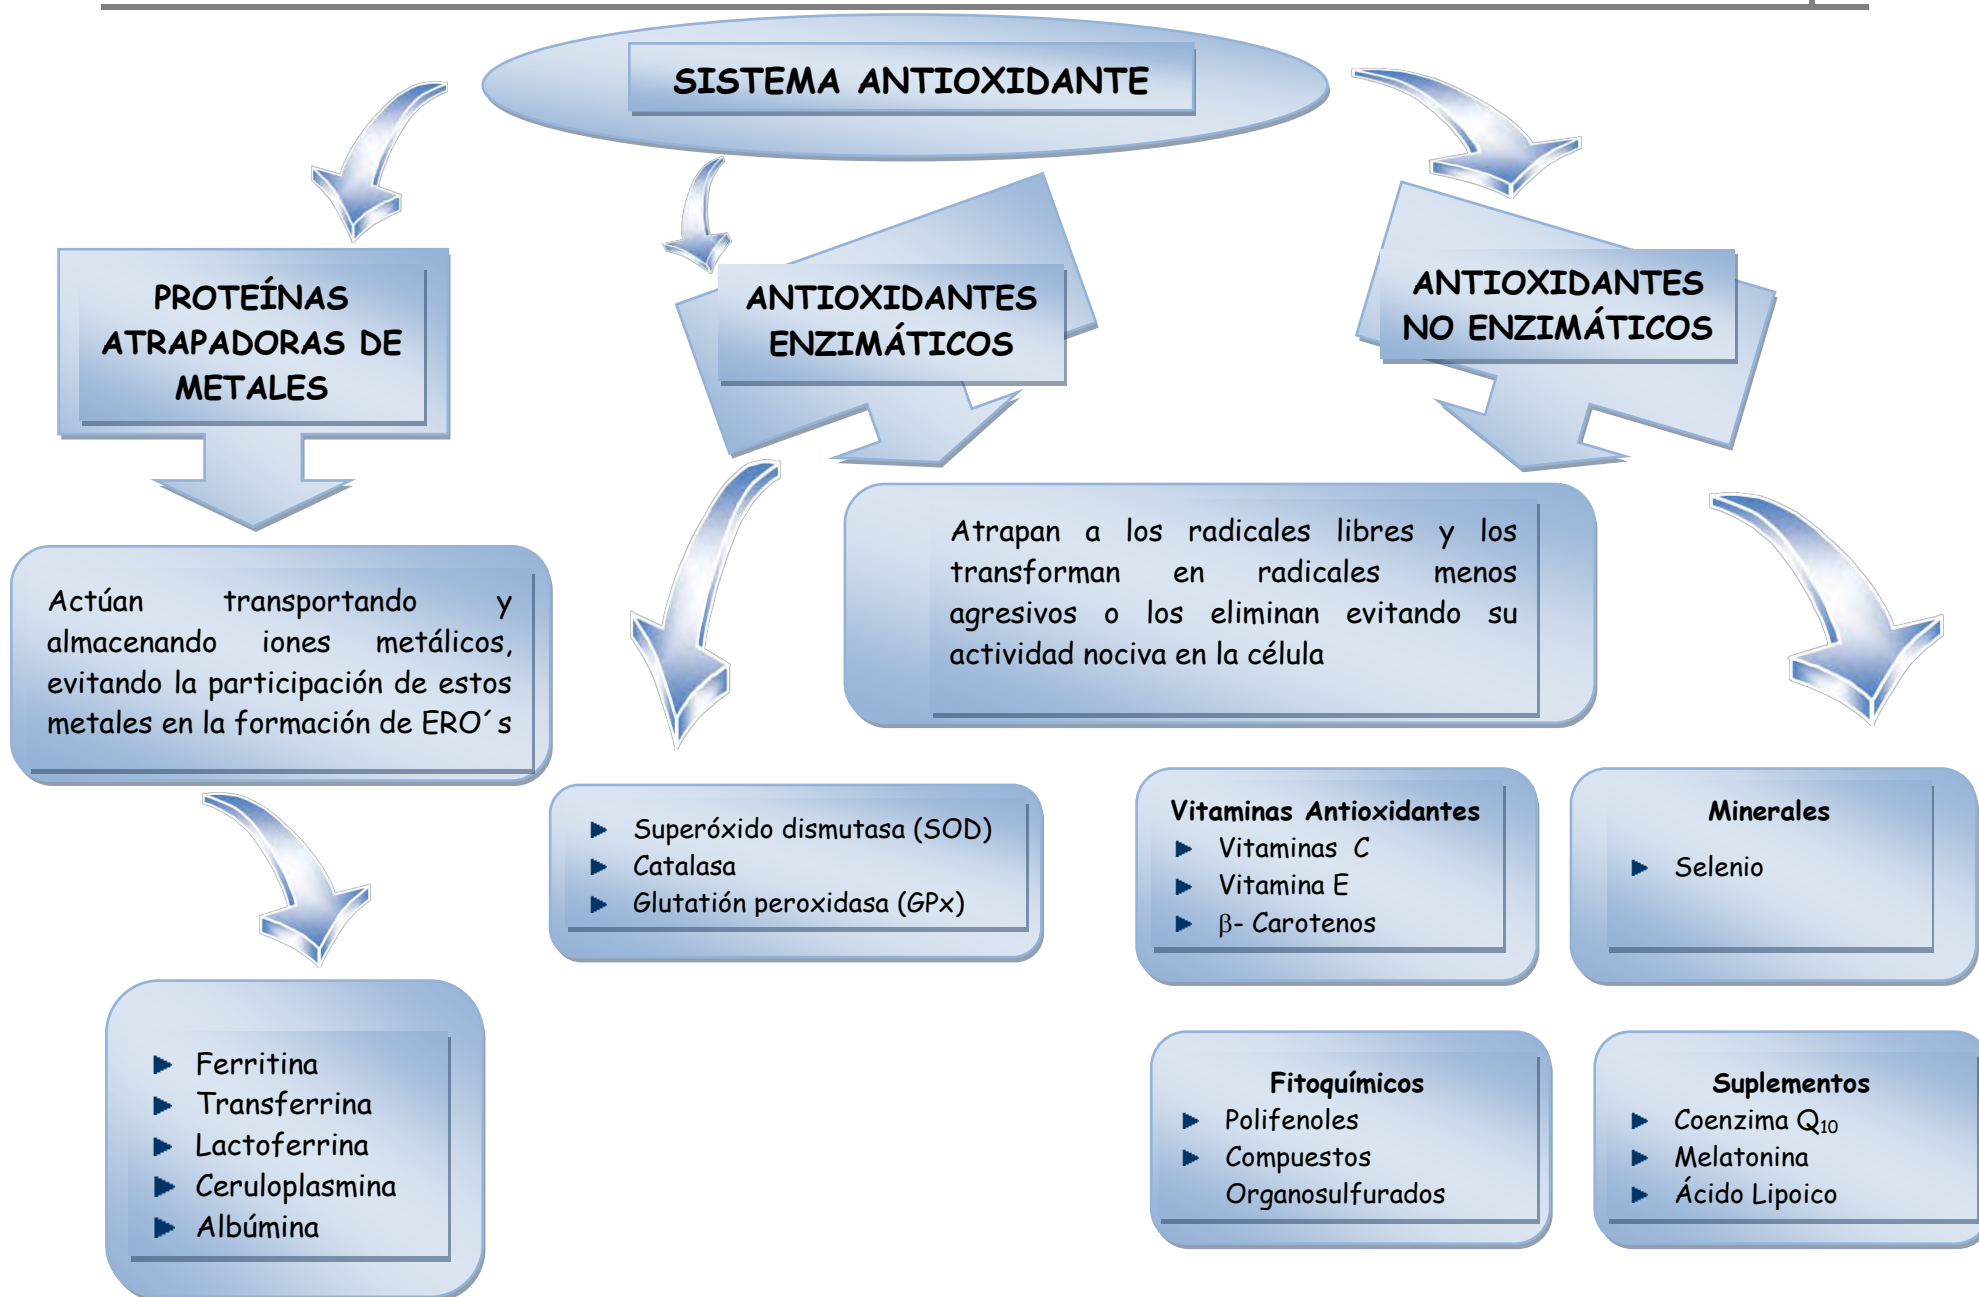 SISTEMA ANTIOXIDANTE
PROTEÍNAS
ATRAPADORAS DE
METALES
ANTIOXIDANTES
ENZIMÁTICOS
ANTIOXIDANTES
NO ENZIMÁTICOS
Actúan transportando y
almacenando iones metálicos,
evitando la participación de estos
metales en la formación de ERO´s
Atrapan a los radicales libres y los
transforman en radicales menos
agresivos o los eliminan evitando su
actividad nociva en la célula
► Ferritina
► Transferrina
► Lactoferrina
► Ceruloplasmina
► Albúmina
► Superóxido dismutasa (SOD)
► Catalasa
► Glutatión peroxidasa (GPx)
Vitaminas Antioxidantes
► Vitaminas C
► Vitamina E
► β- Carotenos
Minerales
► Selenio
Fitoquímicos
► Polifenoles
► Compuestos
Organosulfurados
Suplementos
► Coenzima Q₁₀
► Melatonina
► Ácido Lipoico